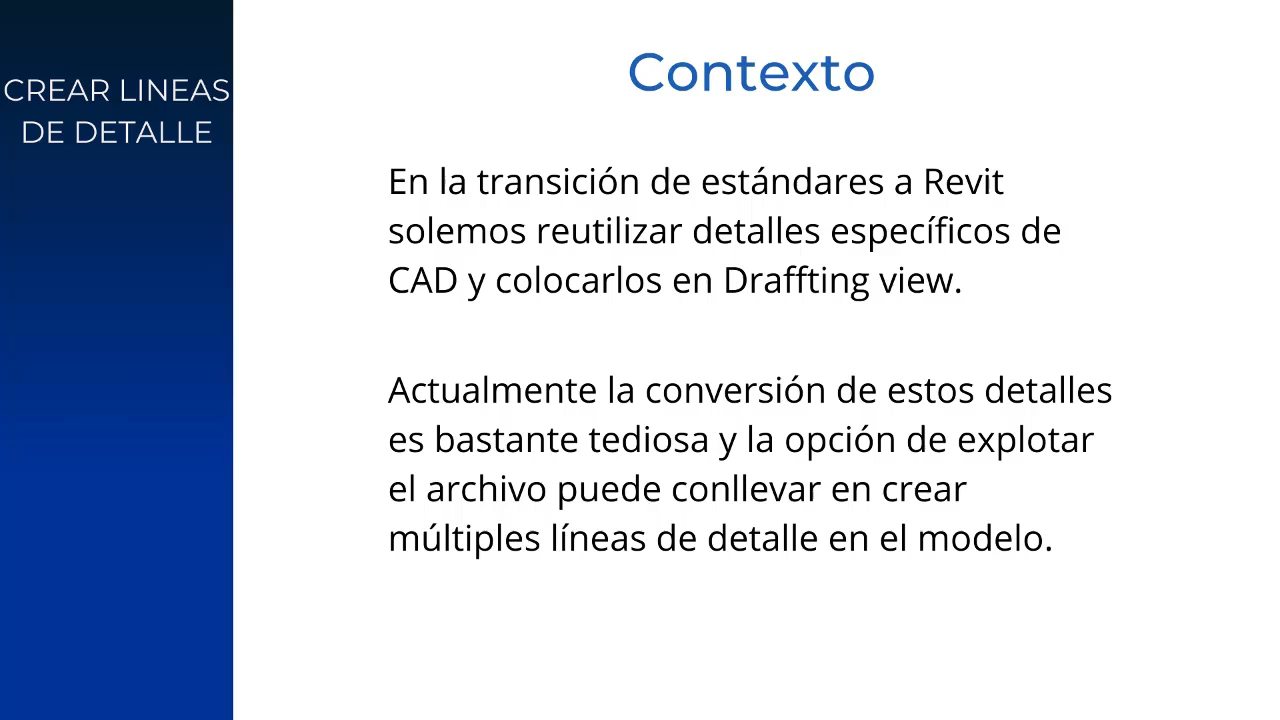 CREAR LINEAS
DE DETALLE
Contexto
En la transición de estándares a Revit
solemos reutilizar detalles específicos de
CAD y colocarlos en Draffting view.
Actualmente la conversión de estos detalles
es bastante tediosa y la opción de explotar
el archivo puede conllevar en crear
múltiples líneas de detalle en el modelo.